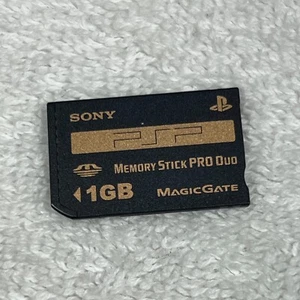 SONY
PSP
MEMORY STICK PRO DUO
1GB MAGICGATE